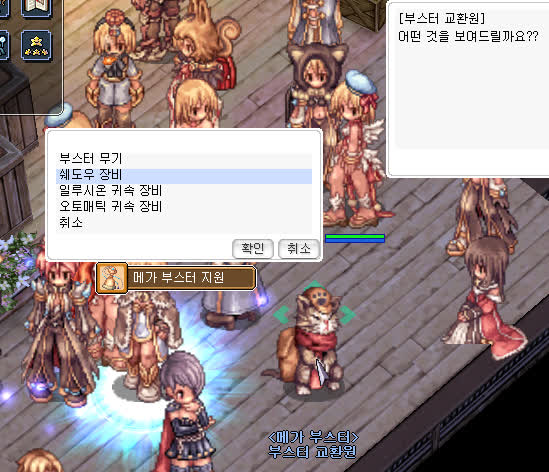 [부스터 교환원]
어떤 것을 보여드릴까요??
부스터 무기
쉐도우 장비
일루시온 귀속 장비
오토매틱 귀속 장비
취소
확인
취소
메가 부스터 지원
<메가 부스터>
부스터 교환원